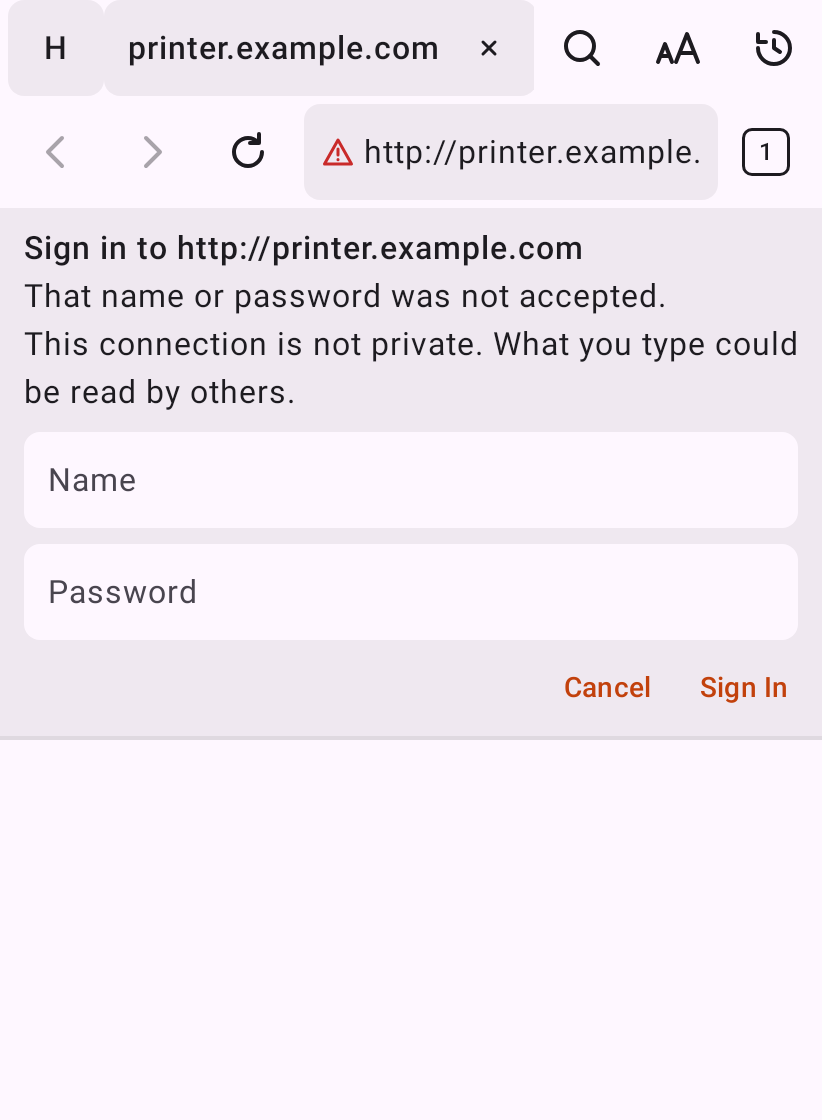 H
printer.example.com ×
AA
http://printer.example.
1
Sign in to http://printer.example.com
That name or password was not accepted.
This connection is not private. What you type could
be read by others.
Name
Password
Cancel Sign In